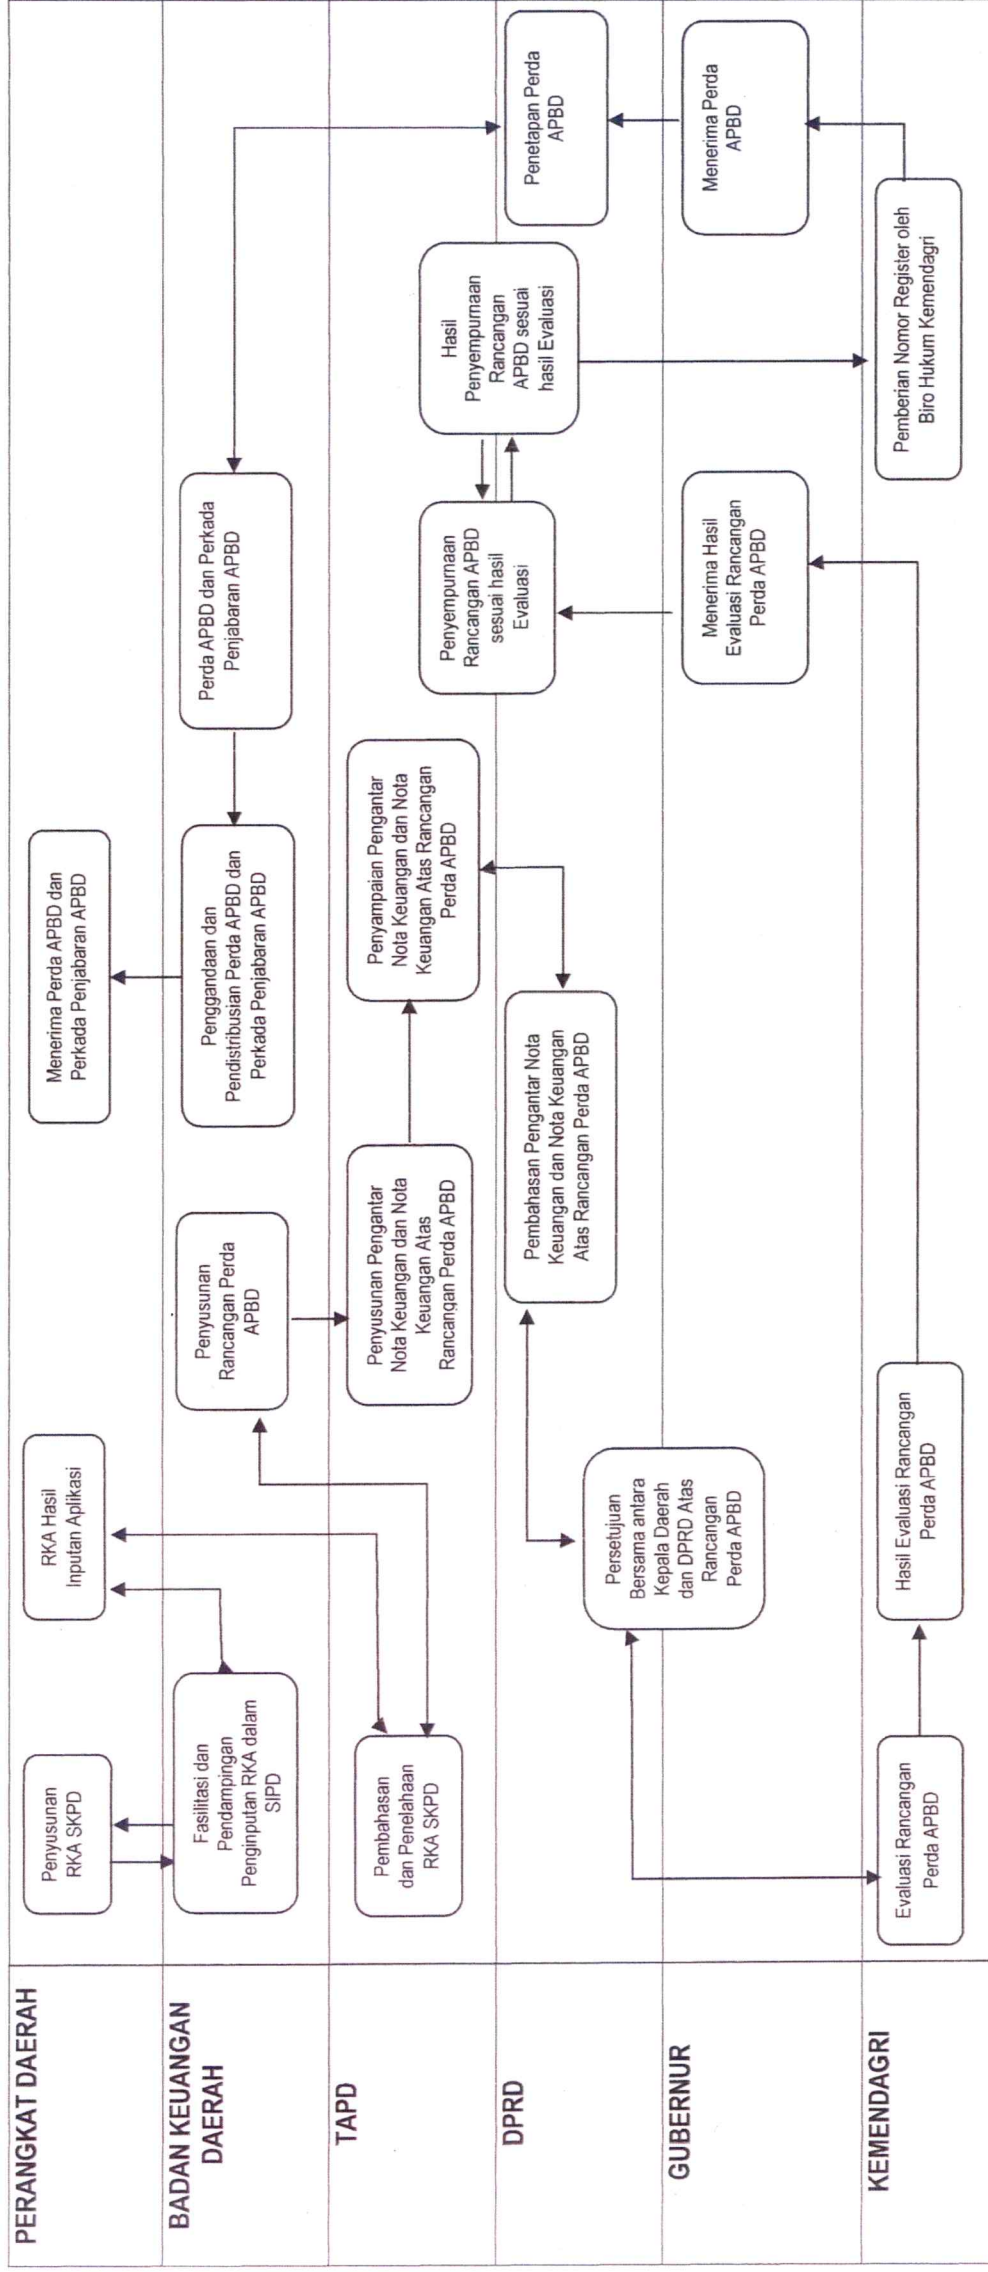 PERANGKAT DAERAH
Penyusunan
RKA SKPD
RKA Hasil
Inputan Aplikasi
Menerima Perda APBD dan
Perkada Penjabaran APBD
BADAN KEUANGAN
DAERAH
Fasilitasi dan
Pendampingan
Penginputan RKA dalam
SIPD
Penyusunan
Rancangan Perda
APBD
Penggandaan dan
Pendistribusian Perda APBD dan
Perkada Penjabaran APBD
Perda APBD dan Perkada
Penjabaran APBD
TAPD
Pembahasan
dan Penelahaan
RKA SKPD
Penyusunan Pengantar
Nota Keuangan dan Nota
Keuangan Atas
Rancangan Perda APBD
Penyampaian Pengantar
Nota Keuangan dan Nota
Keuangan Atas Rancangan
Perda APBD
Penyempurnaan
Rancangan APBD
sesuai hasil
Evaluasi
Hasil
Penyempurnaan
Rancangan
APBD sesuai
hasil Evaluasi
DPRD
Persetujuan
Bersama antara
Kepala Daerah
dan DPRD Atas
Rancangan
Perda APBD
Pembahasan Pengantar Nota
Keuangan dan Nota Keuangan
Atas Rancangan Perda APBD
Penetapan Perda
APBD
GUBERNUR
Menerima Hasil
Evaluasi Rancangan
Perda APBD
Menerima Perda
APBD
KEMENDAGRI
Evaluasi Rancangan
Perda APBD
Hasil Evaluasi Rancangan
Perda APBD
Pemberian Nomor Register oleh
Biro Hukum Kemendagri